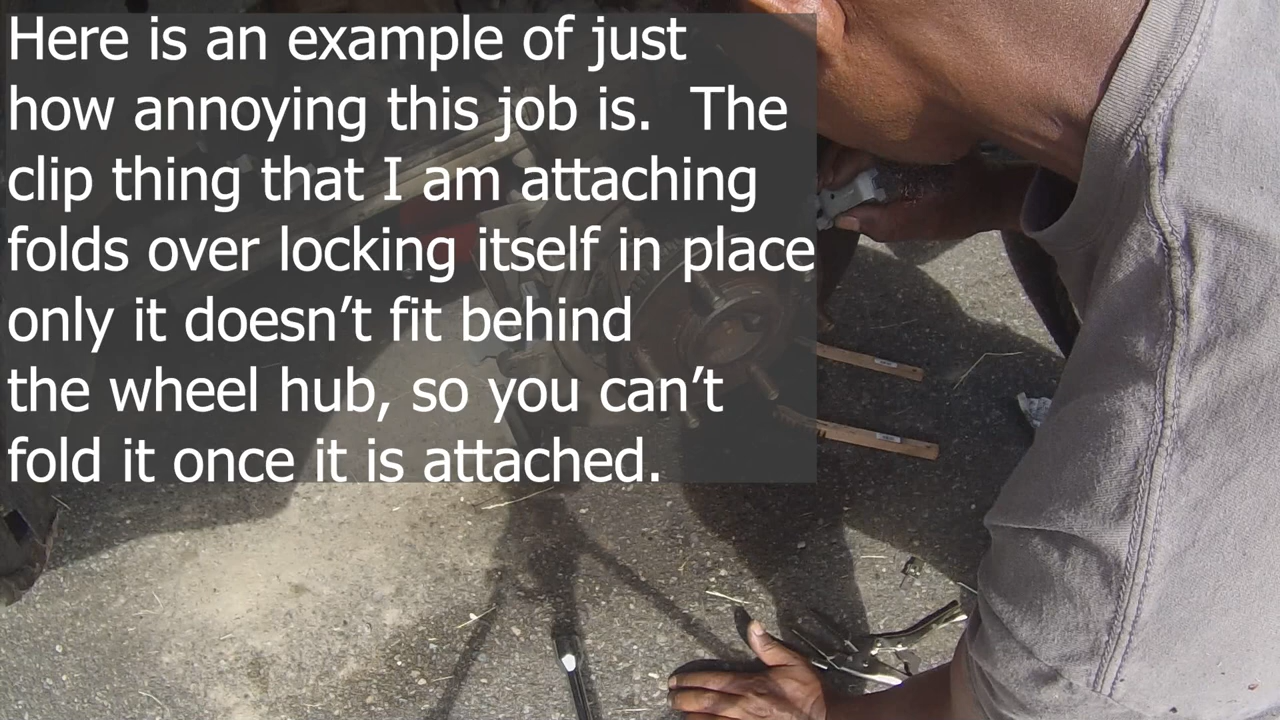 Here is an example of just
how annoying this job is.  The
clip thing that I am attaching
folds over locking itself in place
only it doesn’t fit behind
the wheel hub, so you can’t
fold it once it is attached.